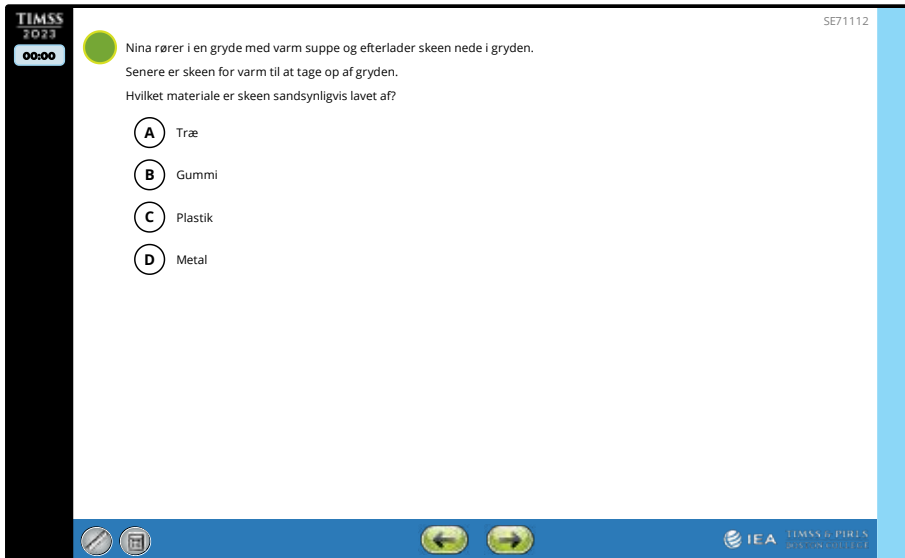 TIMSS
2023
00:00
SE71112
Nina rører i en gryde med varm suppe og efterlader skeen nede i gryden.
Senere er skeen for varm til at tage op af gryden.
Hvilket materiale er skeen sandsynligvis lavet af?
A Træ
B Gummi
C Plastik
D Metal
IEA
TIMSS & PIRLS
BOSTON COLLEGE